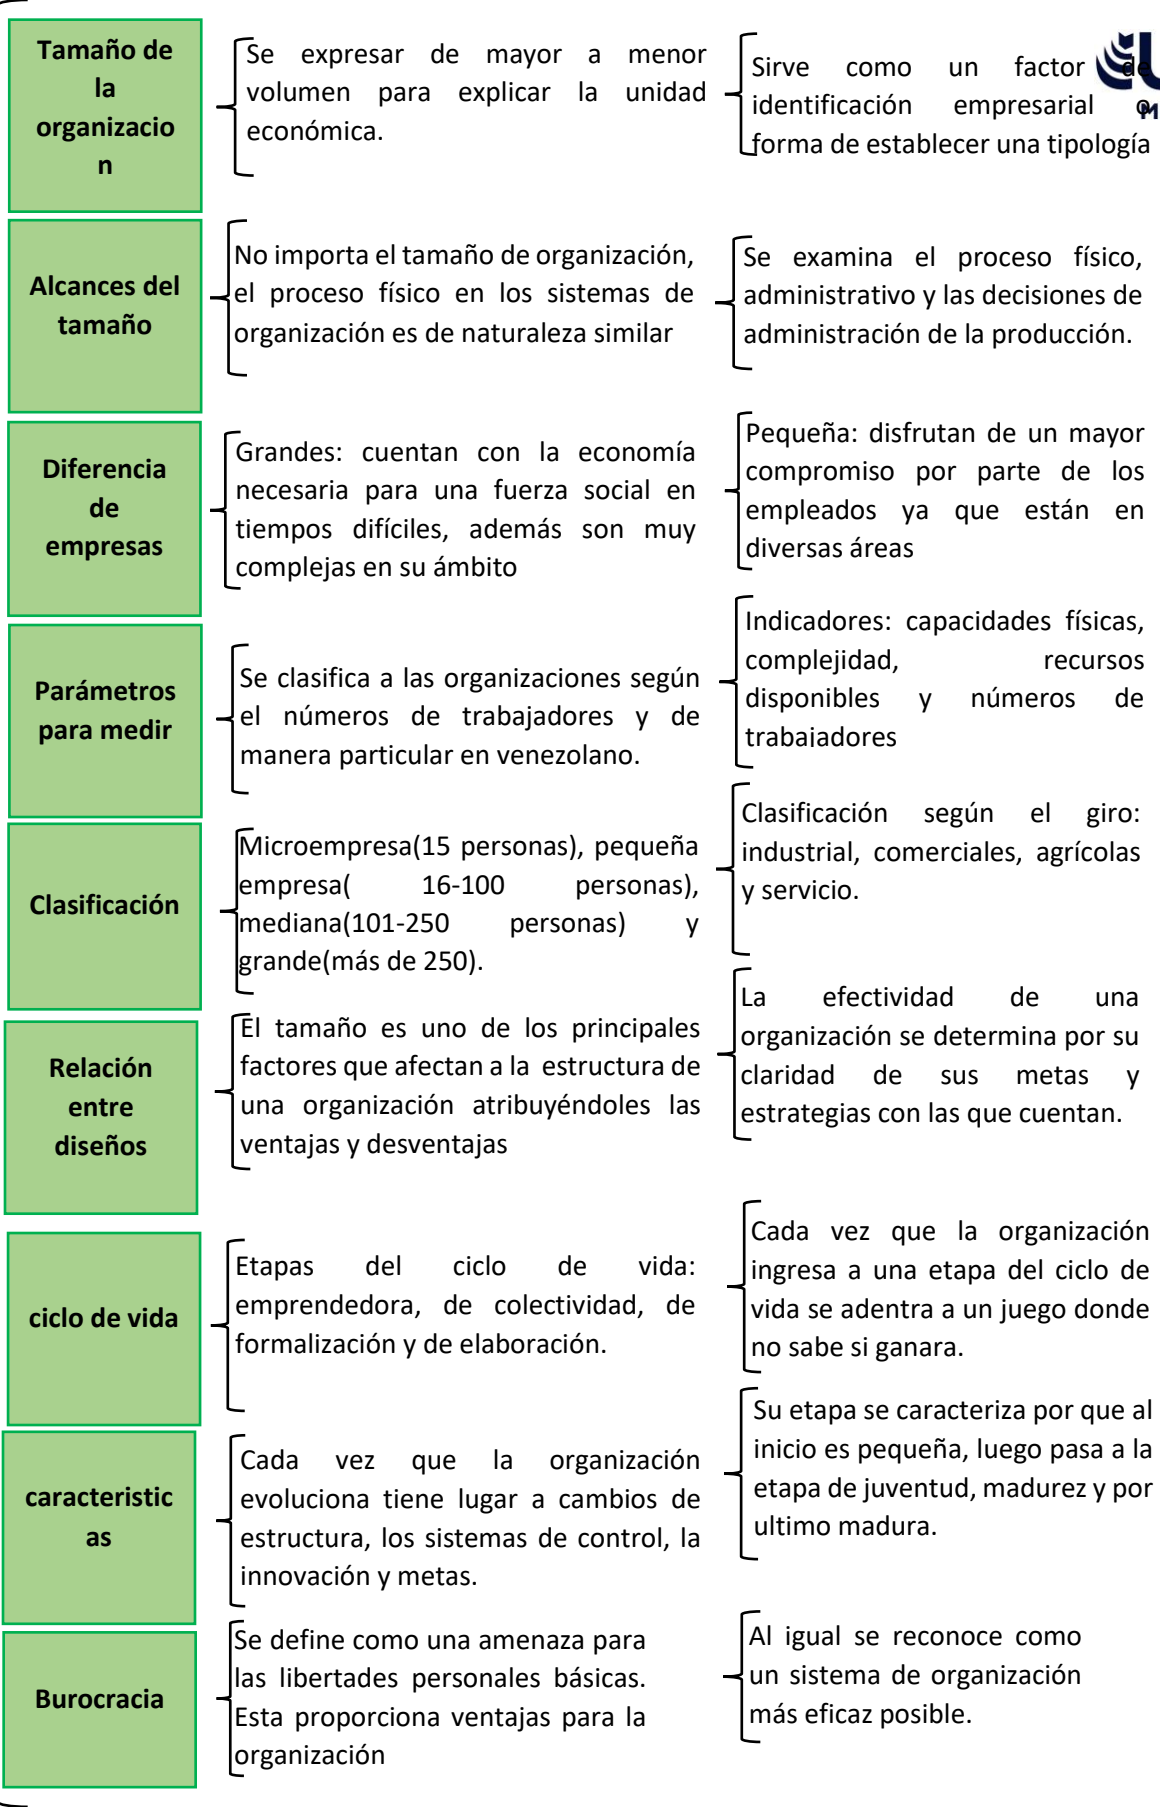 Tamaño de
la
organizacio
n
Se expresar de mayor a menor
volumen para explicar la unidad
económica.
Sirve como un factor de
identificación empresarial o
forma de establecer una tipología
Alcances del
tamaño
No importa el tamaño de organización,
el proceso físico en los sistemas de
organización es de naturaleza similar
Se examina el proceso físico,
administrativo y las decisiones de
administración de la producción.
Diferencia
de
empresas
Grandes: cuentan con la economía
necesaria para una fuerza social en
tiempos difíciles, además son muy
complejas en su ámbito
Pequeña: disfrutan de un mayor
compromiso por parte de los
empleados ya que están en
diversas áreas
Parámetros
para medir
Se clasifica a las organizaciones según
el números de trabajadores y de
manera particular en venezolano.
Indicadores: capacidades físicas,
complejidad, recursos
disponibles y números de
trabajadores
Clasificación
Microempresa(15 personas), pequeña
empresa( 16-100 personas),
mediana(101-250 personas) y
grande(más de 250).
Clasificación según el giro:
industrial, comerciales, agrícolas
y servicio.
Relación
entre
diseños
El tamaño es uno de los principales
factores que afectan a la estructura de
una organización atribuyéndoles las
ventajas y desventajas
La efectividad de una
organización se determina por su
claridad de sus metas y
estrategias con las que cuentan.
ciclo de vida
Etapas del ciclo de vida:
emprendedora, de colectividad, de
formalización y de elaboración.
Cada vez que la organización
ingresa a una etapa del ciclo de
vida se adentra a un juego donde
no sabe si ganara.
caracteristic
as
Cada vez que la organización
evoluciona tiene lugar a cambios de
estructura, los sistemas de control, la
innovación y metas.
Su etapa se caracteriza por que al
inicio es pequeña, luego pasa a la
etapa de juventud, madurez y por
ultimo madura.
Burocracia
Se define como una amenaza para
las libertades personales básicas.
Esta proporciona ventajas para la
organización
Al igual se reconoce como
un sistema de organización
más eficaz posible.